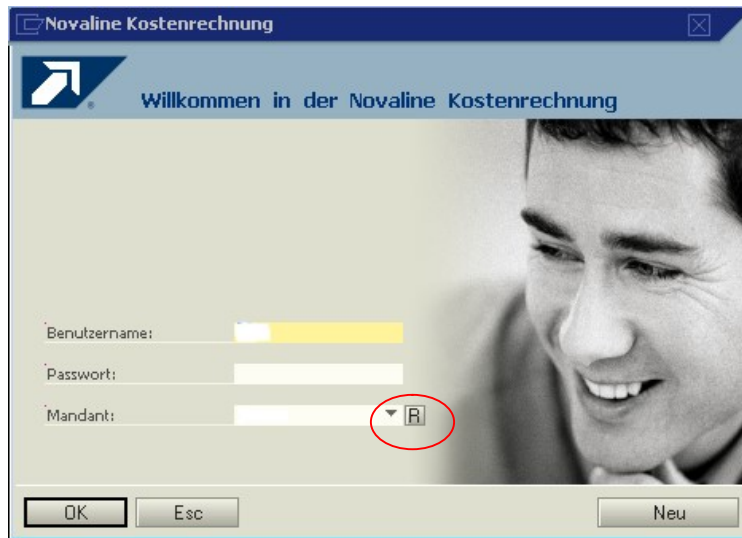 Novaline Kostenrechnung
Willkommen in der Novaline Kostenrechnung
Benutzername:
Passwort:
Mandant:
R
OK Esc Neu